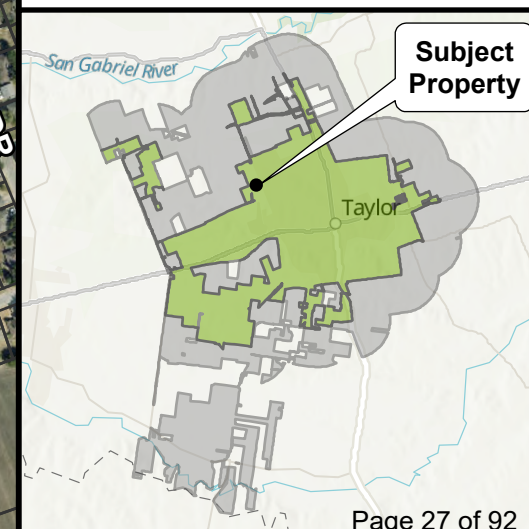 San Gabriel River
Subject
Property
Taylor
Page 27 of 92